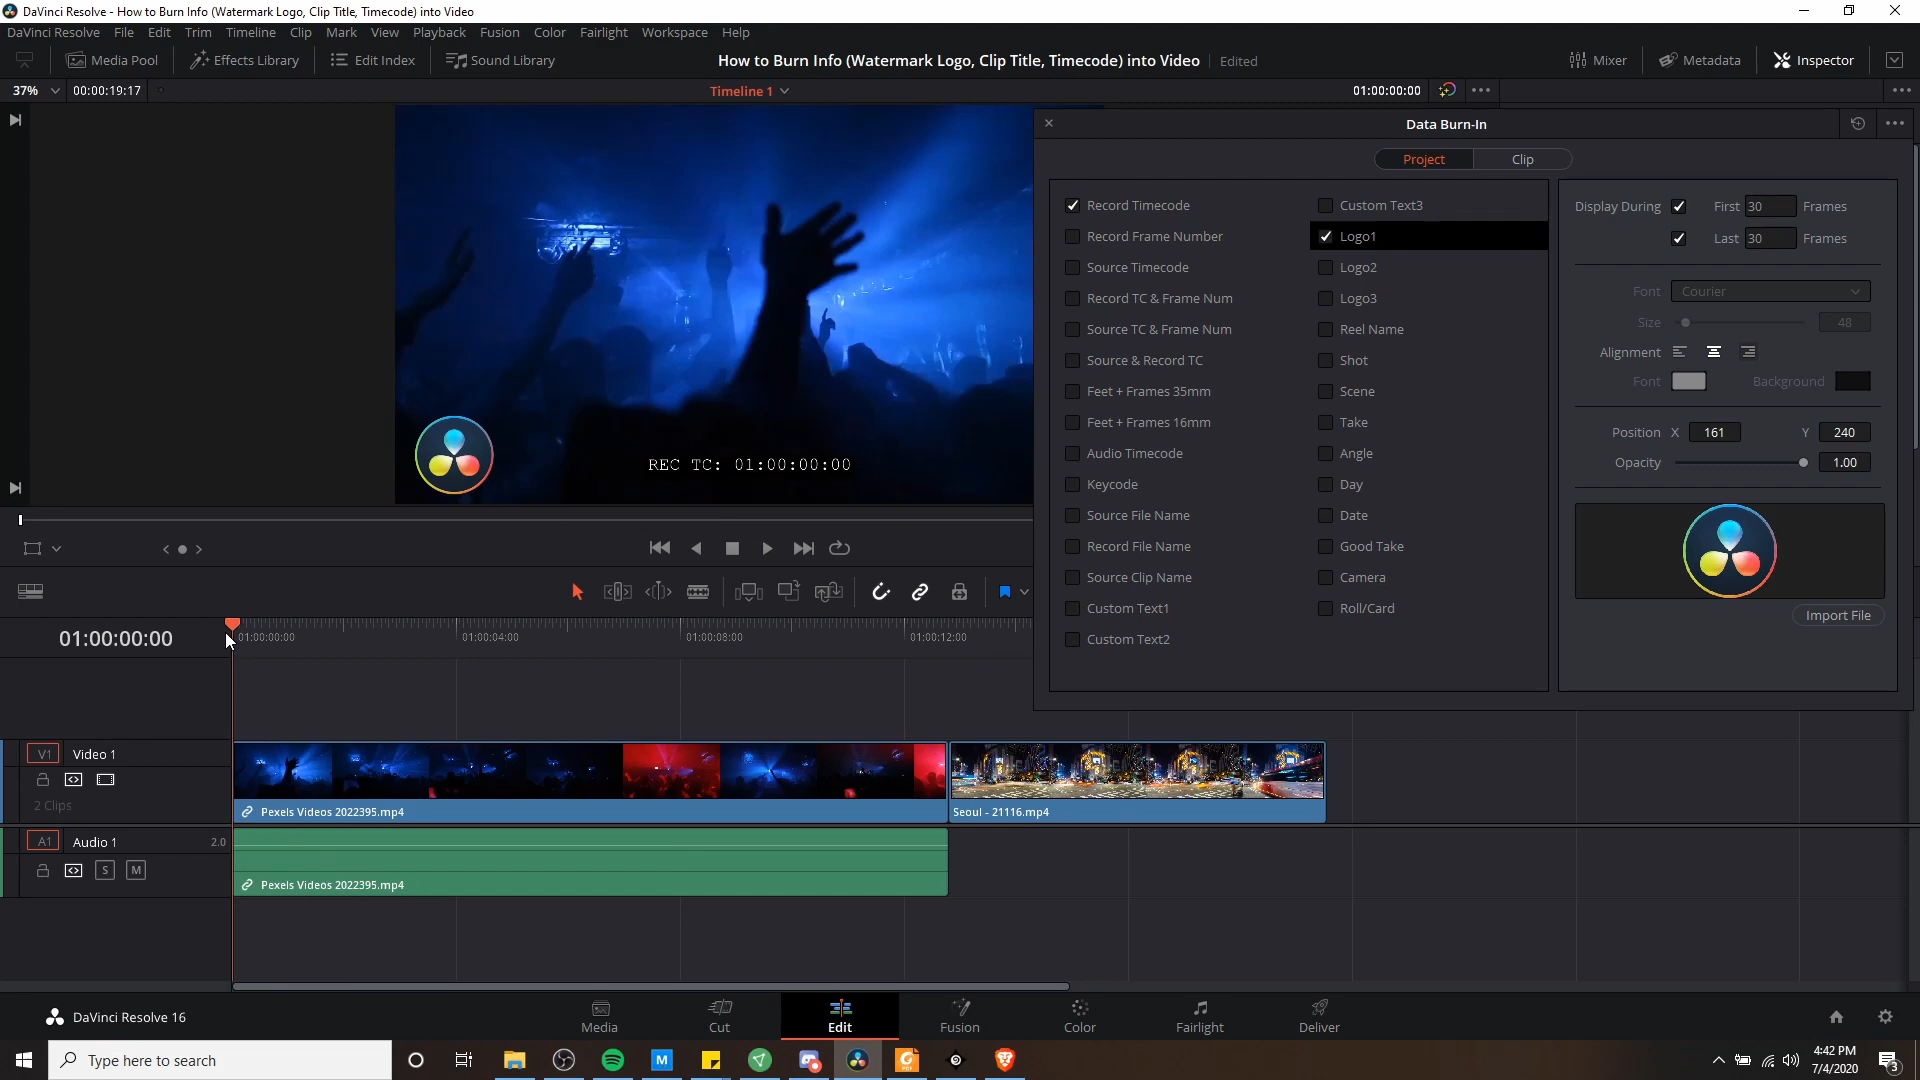 DaVinci Resolve - How to Burn Info (Watermark Logo, Clip Title, Timecode) into Video
DaVinci Resolve File Edit Trim Timeline Clip Mark View Playback Fusion Color Fairlight Workspace Help
Media Pool Effects Library Edit Index Sound Library How to Burn Info (Watermark Logo, Clip Title, Timecode) into Video Edited Mixer Metadata Inspector
37% 00:00:19:17 Timeline 1 01:00:00:00
Data Burn-In
Project Clip
Record Timecode
Record Frame Number
Source Timecode
Record TC & Frame Num
Source TC & Frame Num
Source & Record TC
Feet + Frames 35mm
Feet + Frames 16mm
Audio Timecode
Keycode
Source File Name
Record File Name
Source Clip Name
Custom Text1
Custom Text2
Custom Text3
Logo1
Logo2
Logo3
Reel Name
Shot
Scene
Take
Angle
Day
Date
Good Take
Camera
Roll/Card
Display During First 30 Frames
Last 30 Frames
Font Courier
Size 48
Alignment
Font Background
Position X 161 Y 240
Opacity 1.00
Import File
REC TC: 01:00:00:00
01:00:00:00
01:00:00:00 01:00:04:00 01:00:08:00 01:00:12:00
V1 Video 1
2 Clips
Pexels Videos 2022395.mp4
Seoul - 21116.mp4
A1 Audio 1 2.0
S M
Pexels Videos 2022395.mp4
DaVinci Resolve 16
Media Cut Edit Fusion Color Fairlight Deliver
Type here to search
M
PDF
4:42 PM
7/4/2020
3